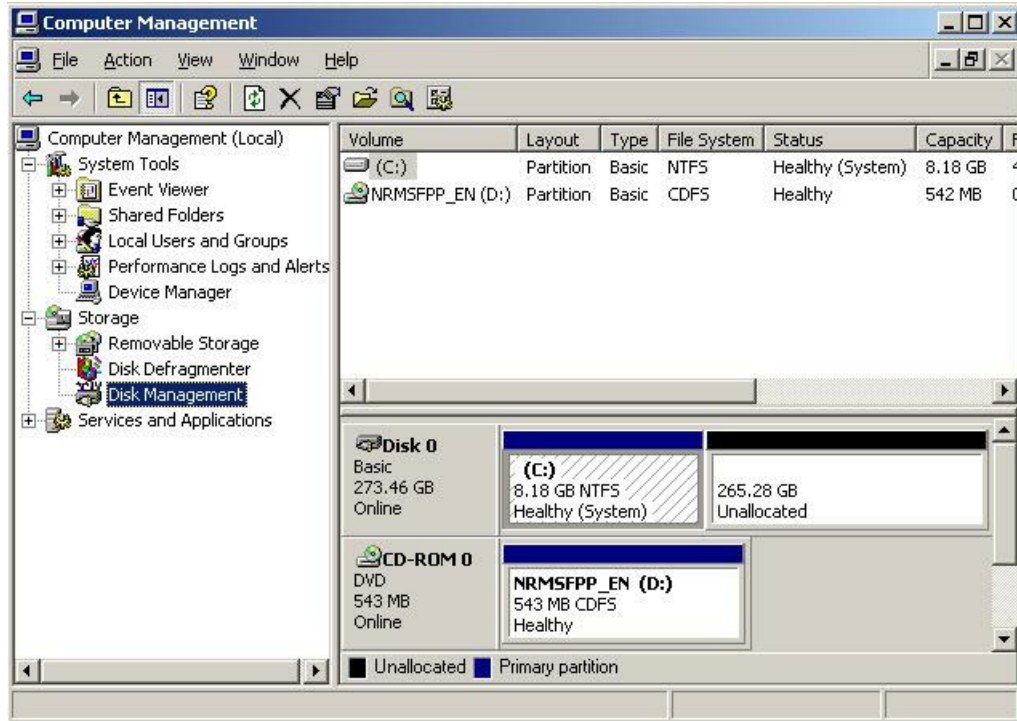 Computer Management
File Action View Window Help
Computer Management (Local)
System Tools
Event Viewer
Shared Folders
Local Users and Groups
Performance Logs and Alerts
Device Manager
Storage
Removable Storage
Disk Defragmenter
Disk Management
Services and Applications
Volume Layout Type File System Status Capacity F
(C:) Partition Basic NTFS Healthy (System) 8.18 GB
NRMSFPP_EN (D:) Partition Basic CDFS Healthy 542 MB
Disk 0
Basic
273.46 GB
Online
(C:)
8.18 GB NTFS
Healthy (System)
265.28 GB
Unallocated
CD-ROM 0
DVD
543 MB
Online
NRMSFPP_EN (D:)
543 MB CDFS
Healthy
Unallocated Primary partition